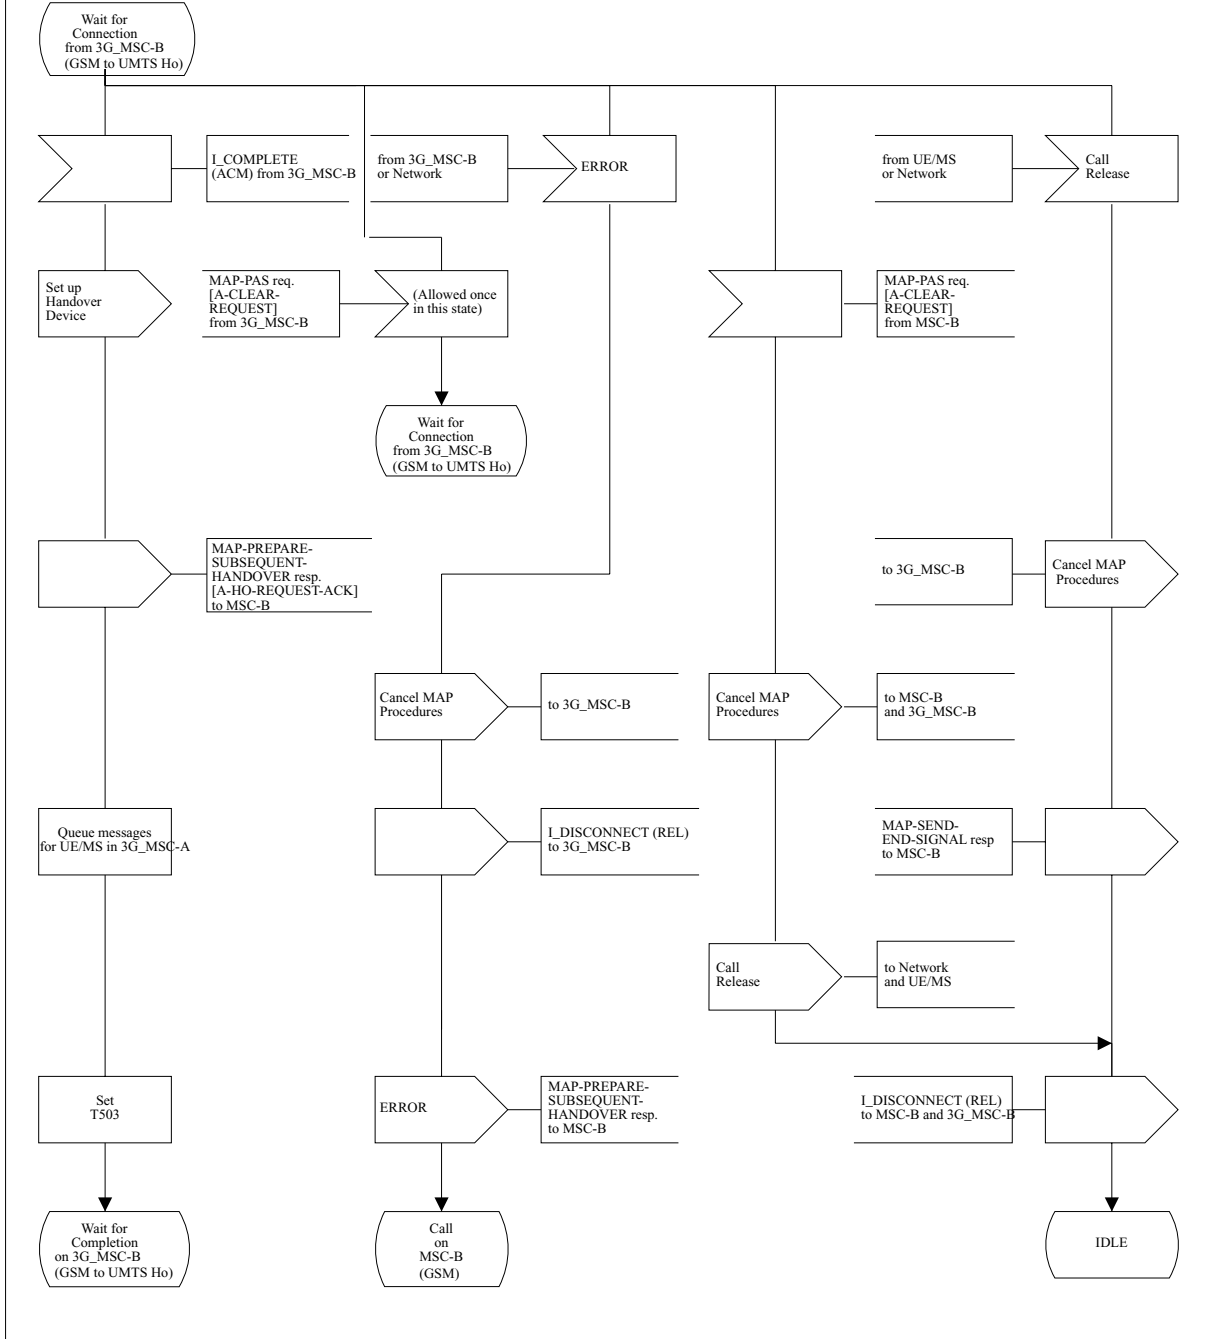 Wait for
Connection
from 3G_MSC-B
(GSM to UMTS Ho)
I_COMPLETE
(ACM) from 3G_MSC-B
from 3G_MSC-B
or Network
ERROR
from UE/MS
or Network
Call
Release
Set up
Handover
Device
MAP-PAS req.
[A-CLEAR-
REQUEST]
from 3G_MSC-B
(Allowed once
in this state)
MAP-PAS req.
[A-CLEAR-
REQUEST]
from MSC-B
Wait for
Connection
from 3G_MSC-B
(GSM to UMTS Ho)
MAP-PREPARE-
SUBSEQUENT-
HANDOVER resp.
[A-HO-REQUEST-ACK]
to MSC-B
to 3G_MSC-B
Cancel MAP
Procedures
Cancel MAP
Procedures
to 3G_MSC-B
Cancel MAP
Procedures
to MSC-B
and 3G_MSC-B
Queue messages
for UE/MS in 3G_MSC-A
I_DISCONNECT (REL)
to 3G_MSC-B
MAP-SEND-
END-SIGNAL resp
to MSC-B
Call
Release
to Network
and UE/MS
Set
T503
ERROR
MAP-PREPARE-
SUBSEQUENT-
HANDOVER resp.
to MSC-B
I_DISCONNECT (REL)
to MSC-B and 3G_MSC-B
Wait for
Completion
on 3G_MSC-B
(GSM to UMTS Ho)
Call
on
MSC-B
(GSM)
IDLE